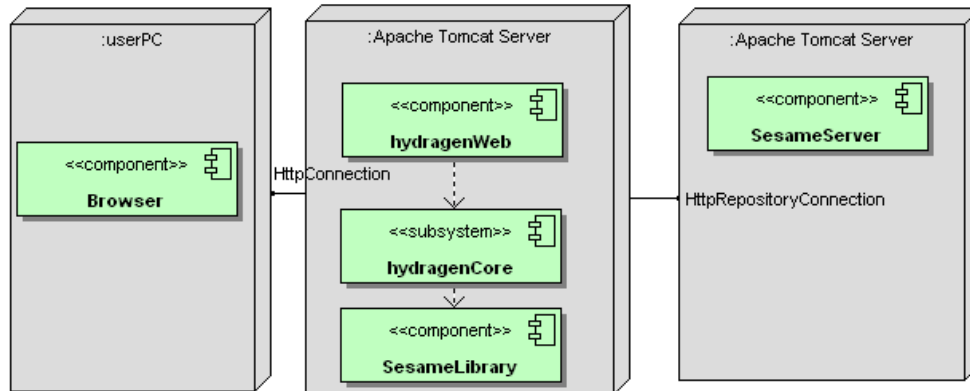 :userPC
<<component>>
Browser
HttpConnection
:Apache Tomcat Server
<<component>>
hydragenWeb
<<subsystem>>
hydragenCore
<<component>>
SesameLibrary
:Apache Tomcat Server
<<component>>
SesameServer
HttpRepositoryConnection